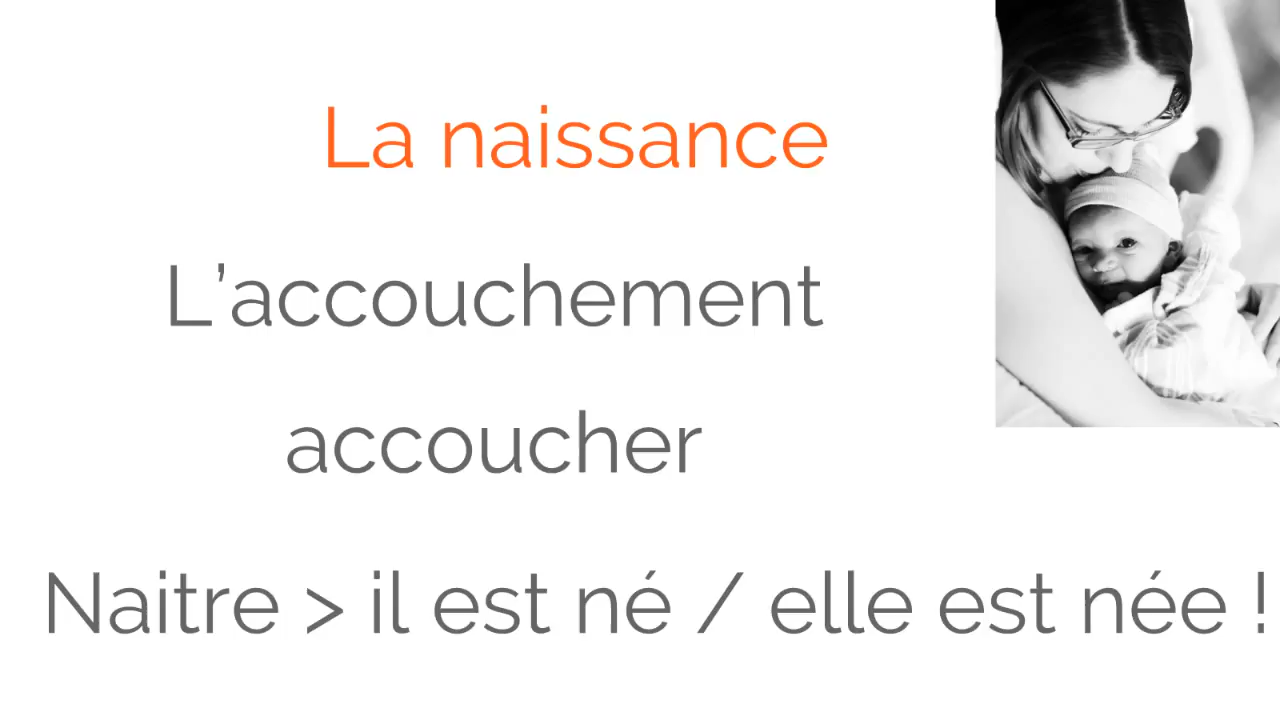 La naissance
L’accouchement
accoucher
Naitre > il est né / elle est née !